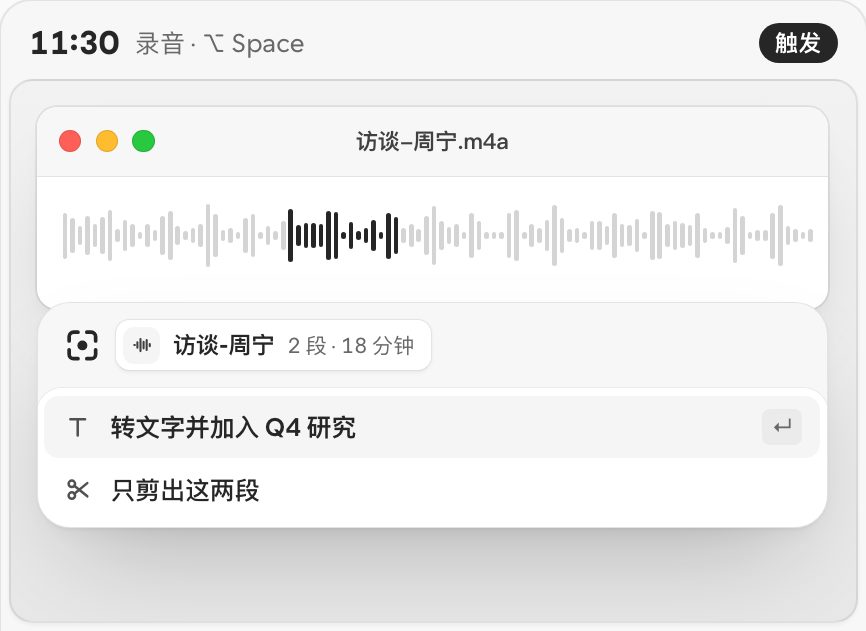 11:30 录音 · ⌥ Space 触发
访谈–周宁.m4a
访谈-周宁 2 段 · 18 分钟
转文字并加入 Q4 研究
只剪出这两段